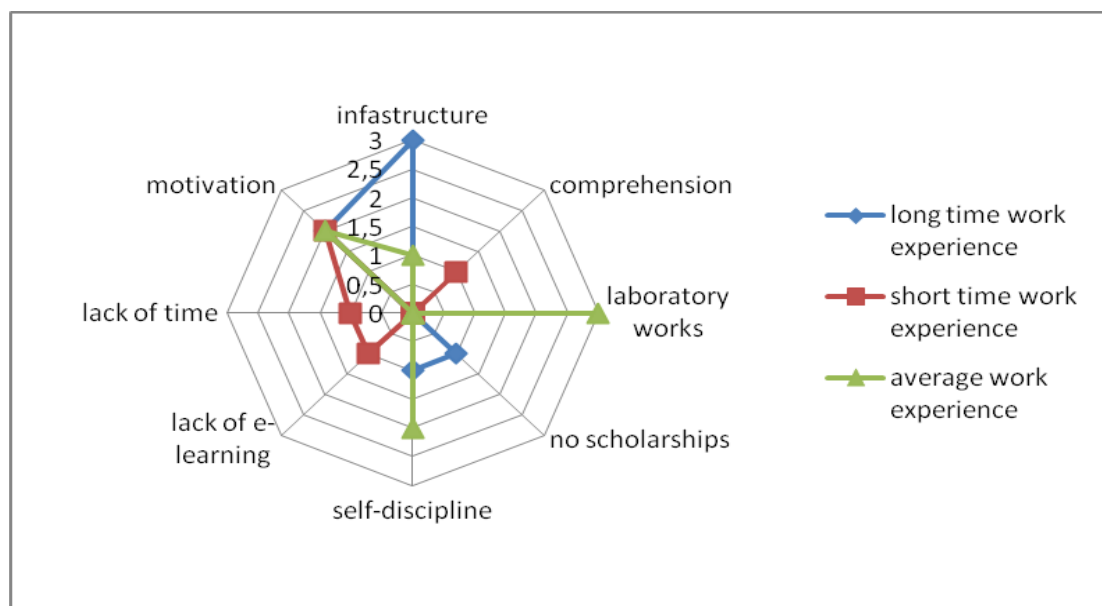 infastructure
3
2,5
2
1,5
1
0,5
0
comprehension
laboratory
works
no scholarships
self-discipline
lack of e-
learning
lack of time
motivation
long time work
experience
short time work
experience
average work
experience